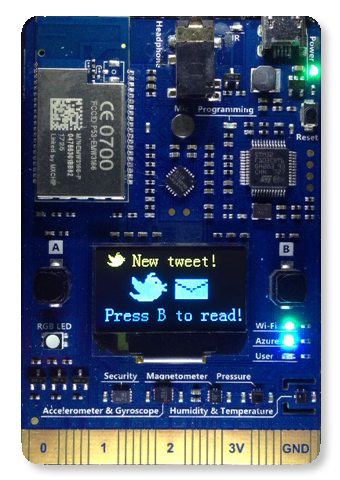 Headphone
IR
Power
CE 0700
Mic
Programming
Reset
A
B
New tweet!
Press B to read!
RGB LED
Wi-Fi
Azure
User
Security
Magnetometer
Pressure
Accelerometer & Gyroscope
Humidity & Temperature
0
1
2
3V
GND